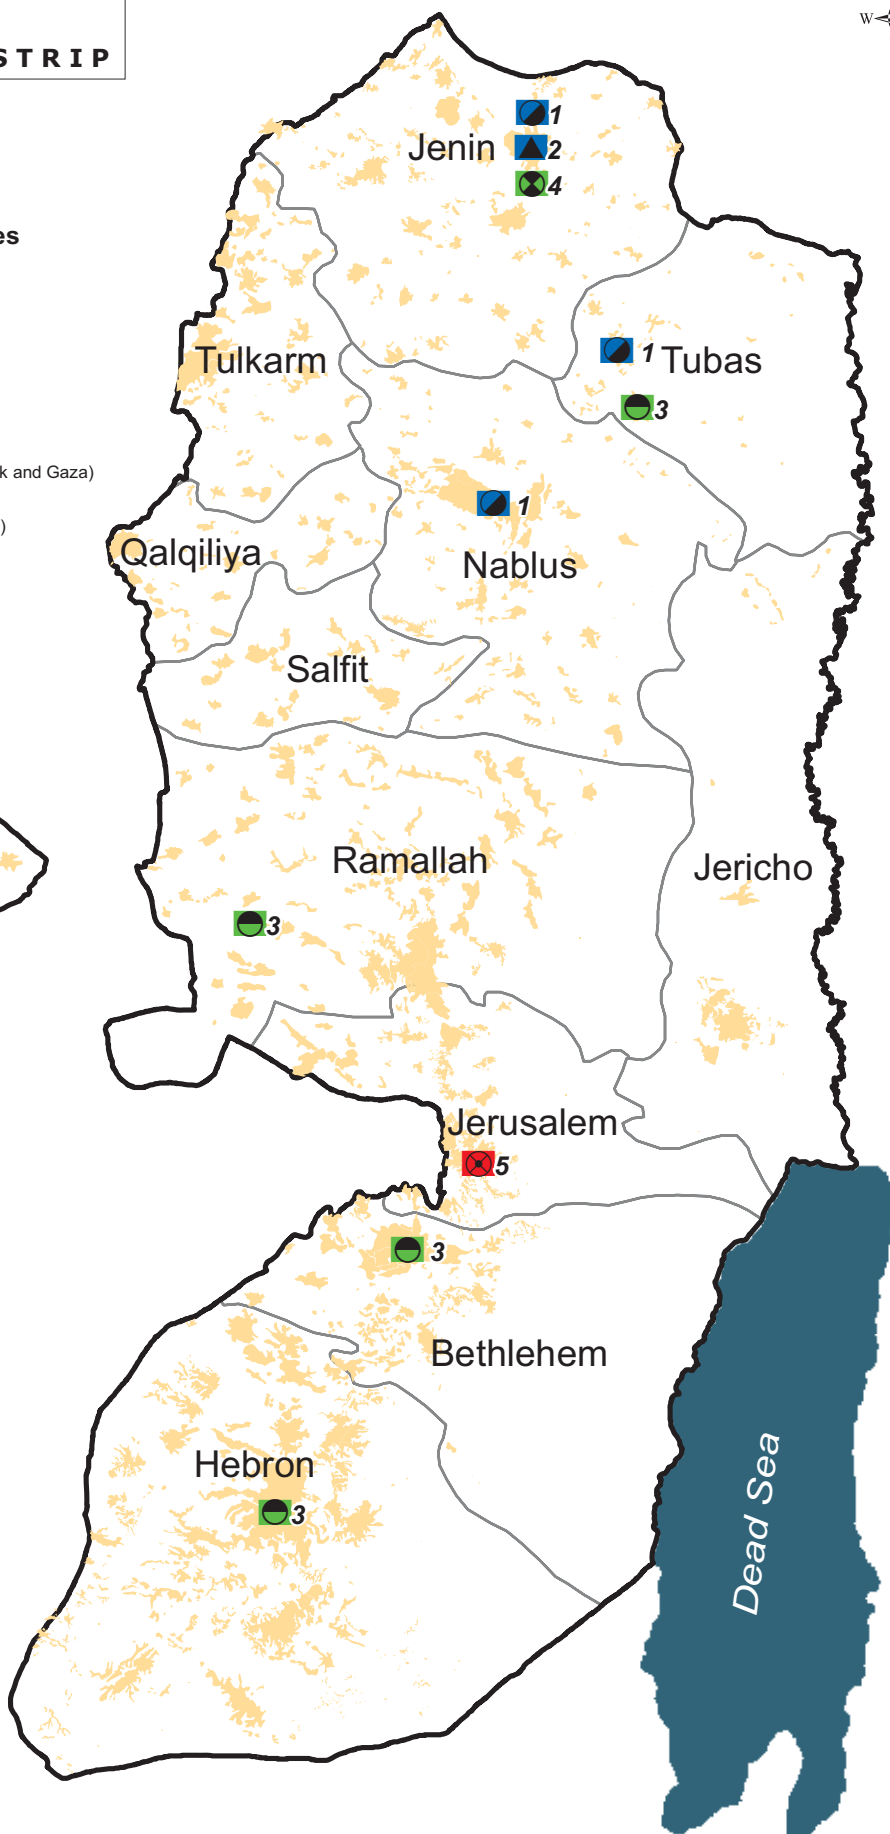 STRIP
W
1
Jenin 2
4
es
1 Tubas
Tulkarm
3
k and Gaza)
1
)
Qalqiliya
Nablus
Salfit
Ramallah
Jericho
3
Jerusalem
5
3
Bethlehem
Hebron
3
Dead Sea